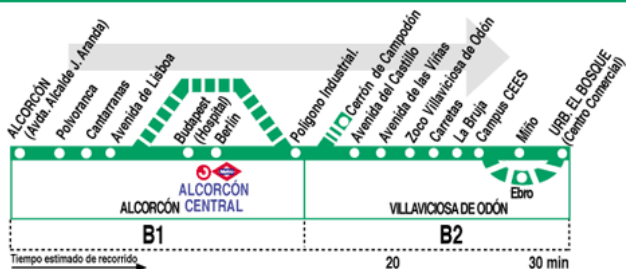 ALCORCÓN
(Avda. Alcalde J. Aranda)
Polvoranca
Cantarranas
Avenida de Lisboa
Budapest
(Hospital)
Berlín
Polígono Industrial.
Cerrón de Campodón
Avenida del Castillo
Avenida de las Viñas
Zoco Villaviciosa de Odón
Carretas
La Bruja
Campus CEES
Miño
URB. EL BOSQUE
(Centro Comercial)
Ebro
Metro
ALCORCÓN
CENTRAL
ALCORCÓN
VILLAVICIOSA DE ODÓN
B1
B2
Tiempo estimado de recorrido
20
30 min